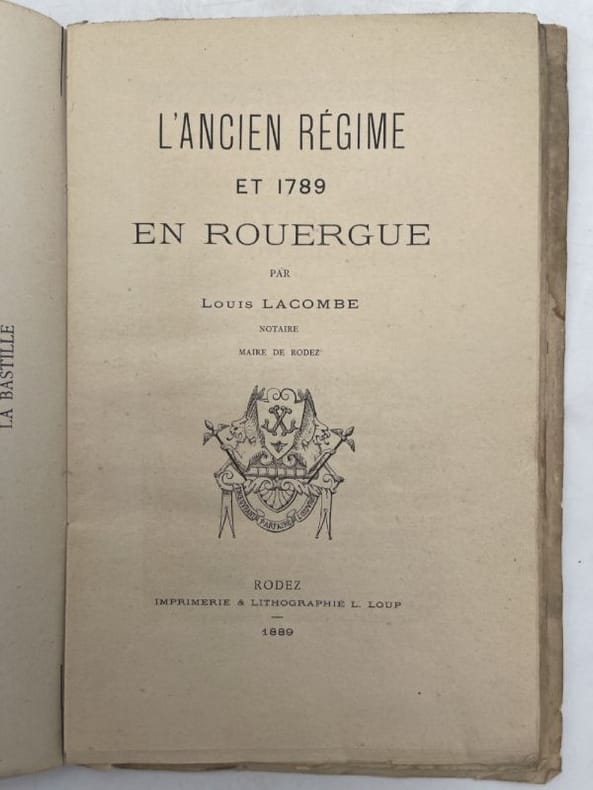 LA BASTILLE
L'ANCIEN RÉGIME
ET 1789
EN ROUERGUE
PAR
LOUIS LACOMBE
NOTAIRE
MAIRE DE RODEZ
PARFAIRE
RODEZ
IMPRIMERIE & LITHOGRAPHIE L. LOUP
1889